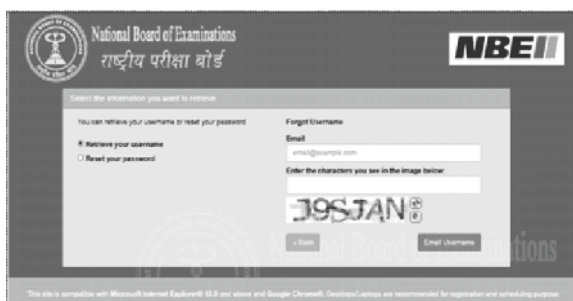 National Board of Examinations
राष्ट्रीय परीक्षा बोर्ड
NBE
Select the information you want to retrieve
You can retrieve your username or reset your password
Retrieve your username
Reset your password
Forgot Username
Email
email@example.com
Enter the characters you see in the image below:
J9SJAN
« Back
Email Username
National Board of Examinations
This site is compatible with Microsoft Internet Explorer® 10.0 and above and Google Chrome®. Desktops/Laptops are recommended for registration and scheduling purpose.